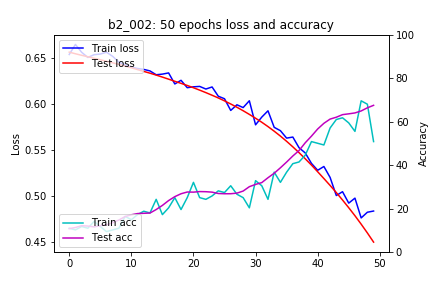 b2_002: 50 epochs loss and accuracy
Train loss
Test loss
Train acc
Test acc
Loss
0.65
0.60
0.55
0.50
0.45
Accuracy
100
80
60
40
20
0
0 10 20 30 40 50